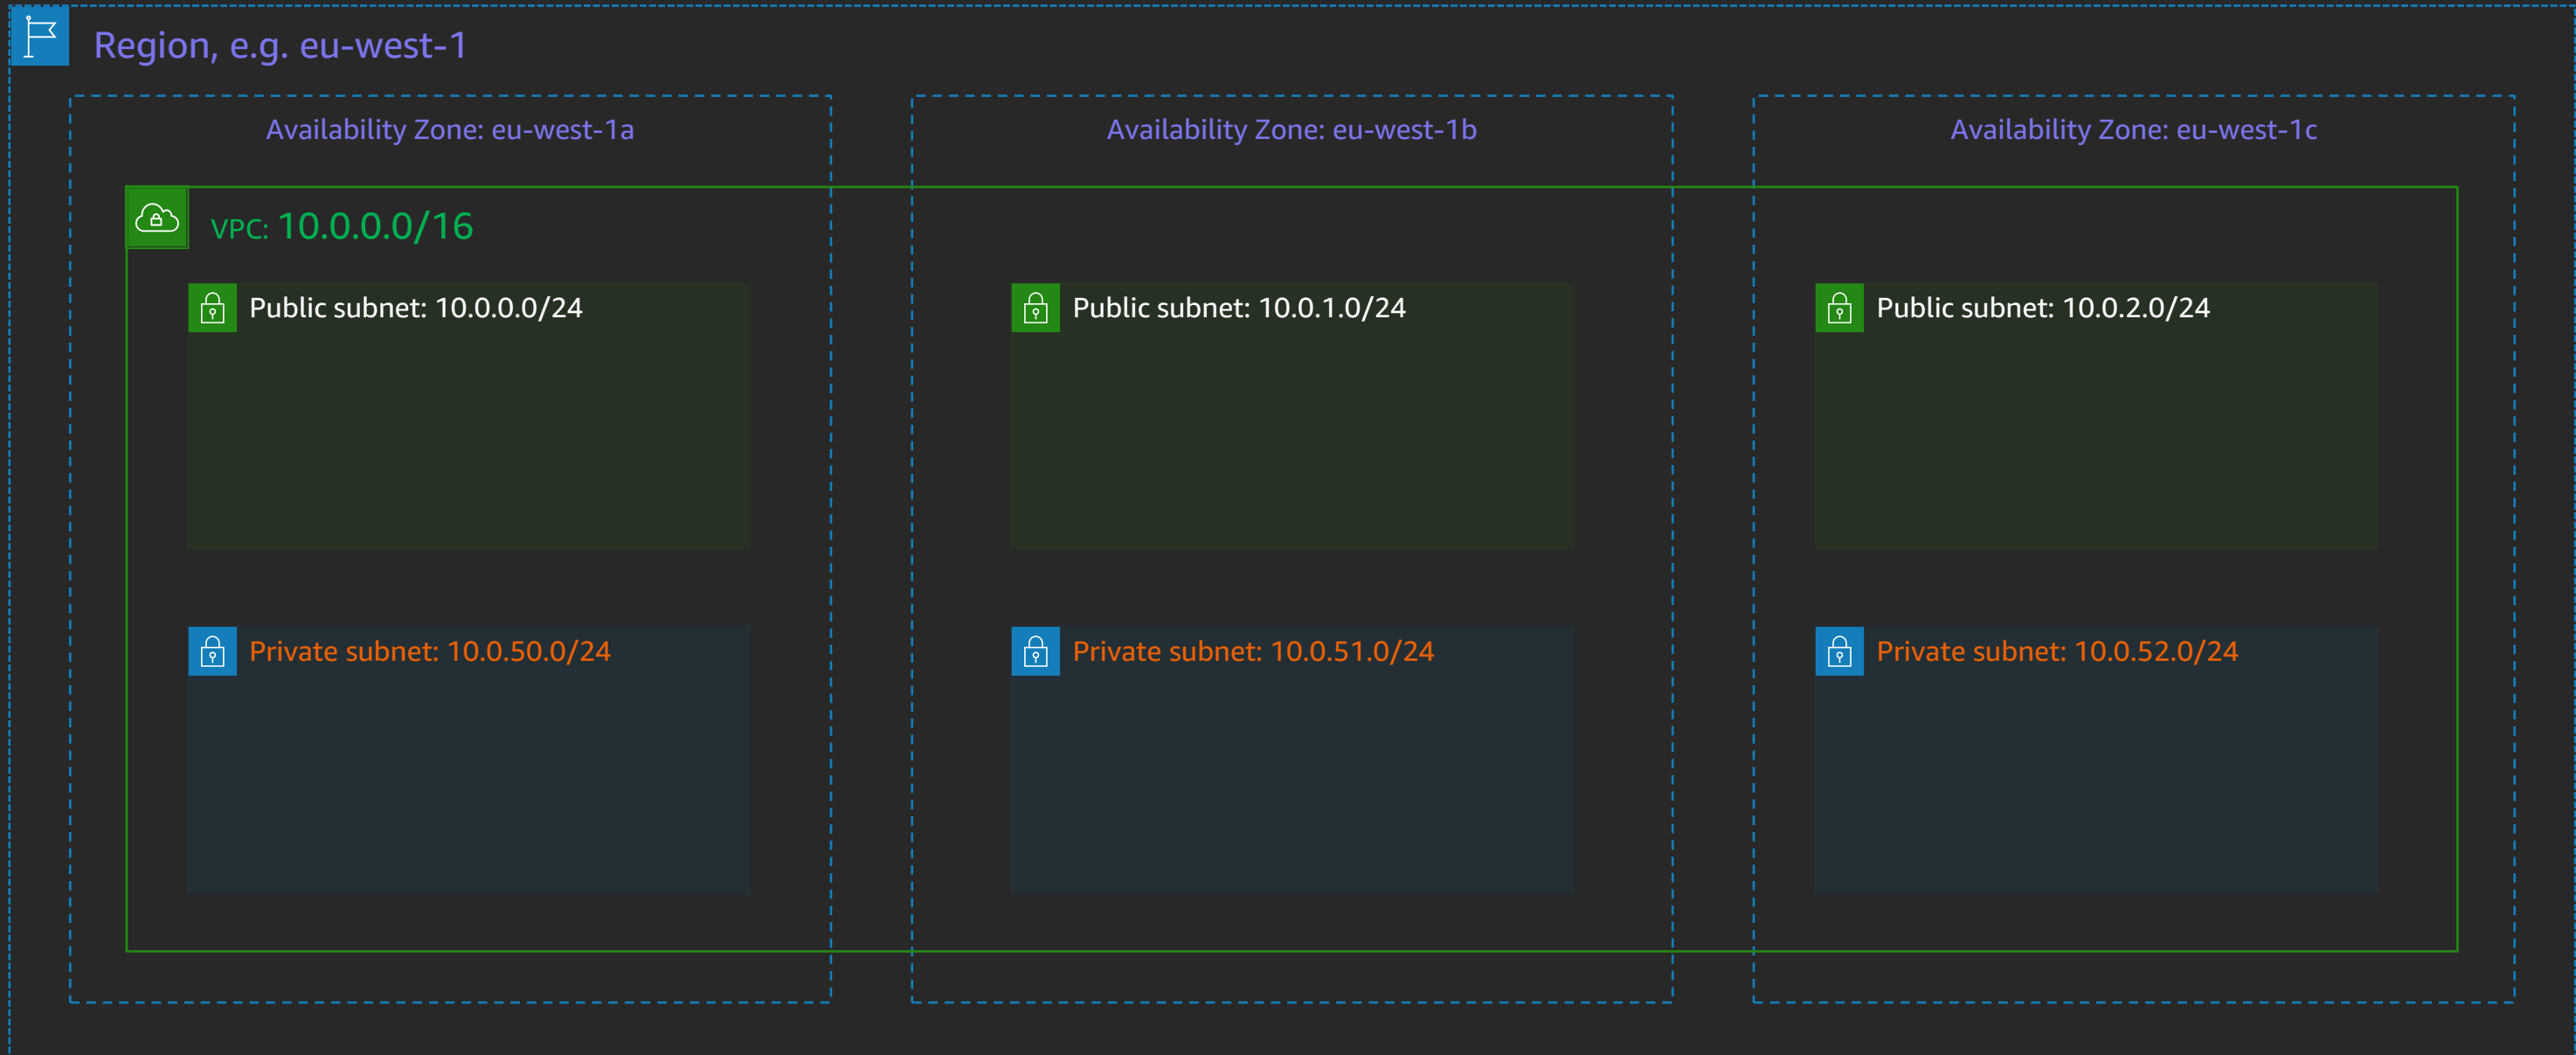 Region, e.g. eu-west-1
Availability Zone: eu-west-1a
Availability Zone: eu-west-1b
Availability Zone: eu-west-1c
VPC: 10.0.0.0/16
Public subnet: 10.0.0.0/24
Public subnet: 10.0.1.0/24
Public subnet: 10.0.2.0/24
Private subnet: 10.0.50.0/24
Private subnet: 10.0.51.0/24
Private subnet: 10.0.52.0/24